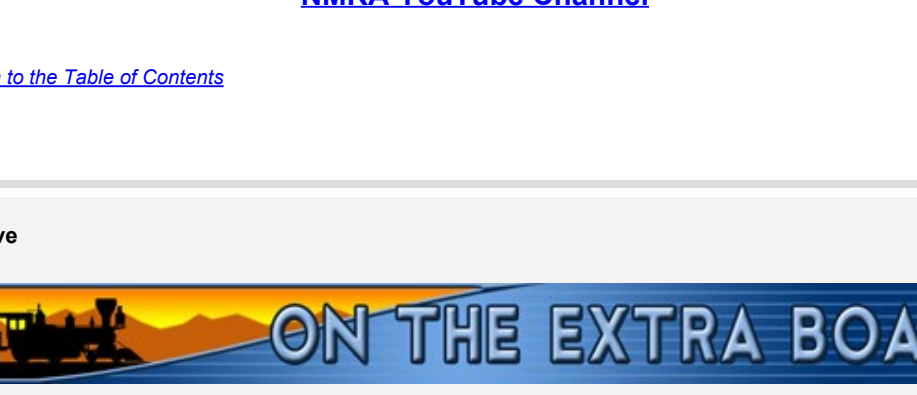 NMRA YouTube Channel
to the Table of Contents
ve
ON THE EXTRA BOA